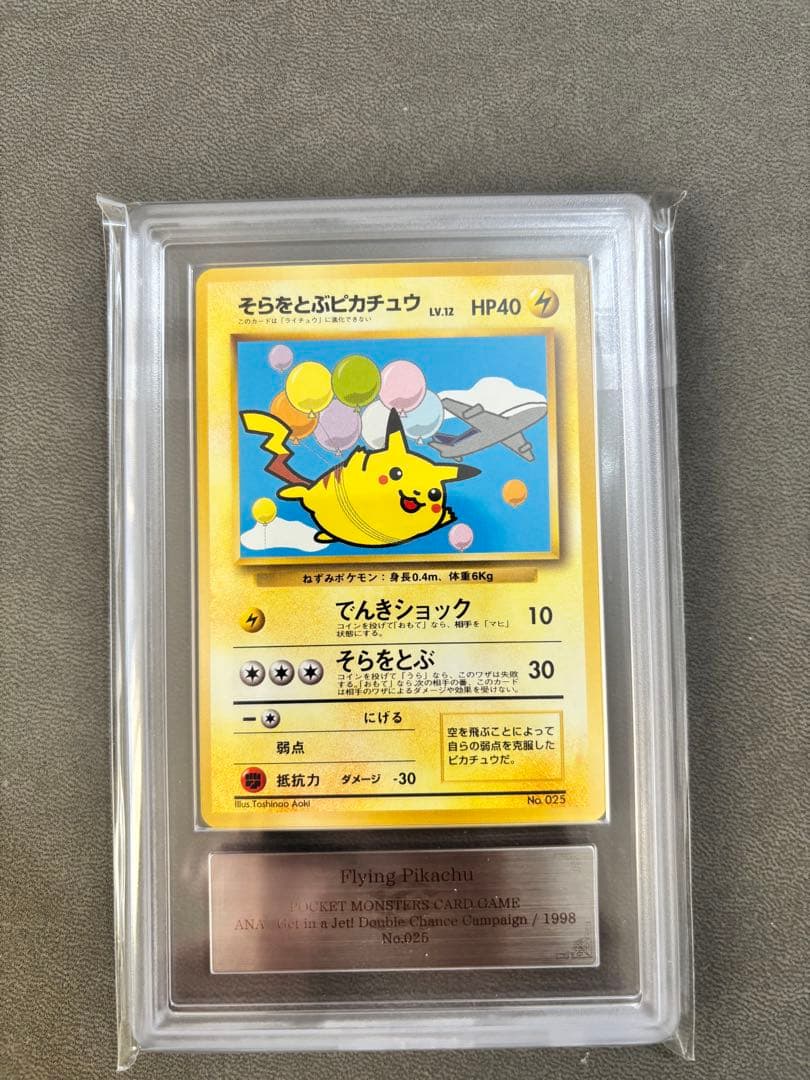 そらをとぶピカチュウ LV.12 HP40
このカードは「ライチュウ」に進化できない
ねずみポケモン：身長0.4m、体重6Kg
でんきショック 10
コインを投げて「おもて」なら、相手を「マヒ」
状態にする。
そらをとぶ 30
コインを投げて「うら」なら、このワザは失敗
する。「おもて」なら、次の相手の番、このカード
は相手のワザによるダメージや効果を受けない。
にげる
弱点
抵抗力 ダメージ -30
空を飛ぶことによって
自らの弱点を克服した
ピカチュウだ。
Illus.Toshinao Aoki No. 025
Flying Pikachu
POCKET MONSTERS CARD GAME
ANA Get in a Jet! Double Chance Campaign / 1998
No.025